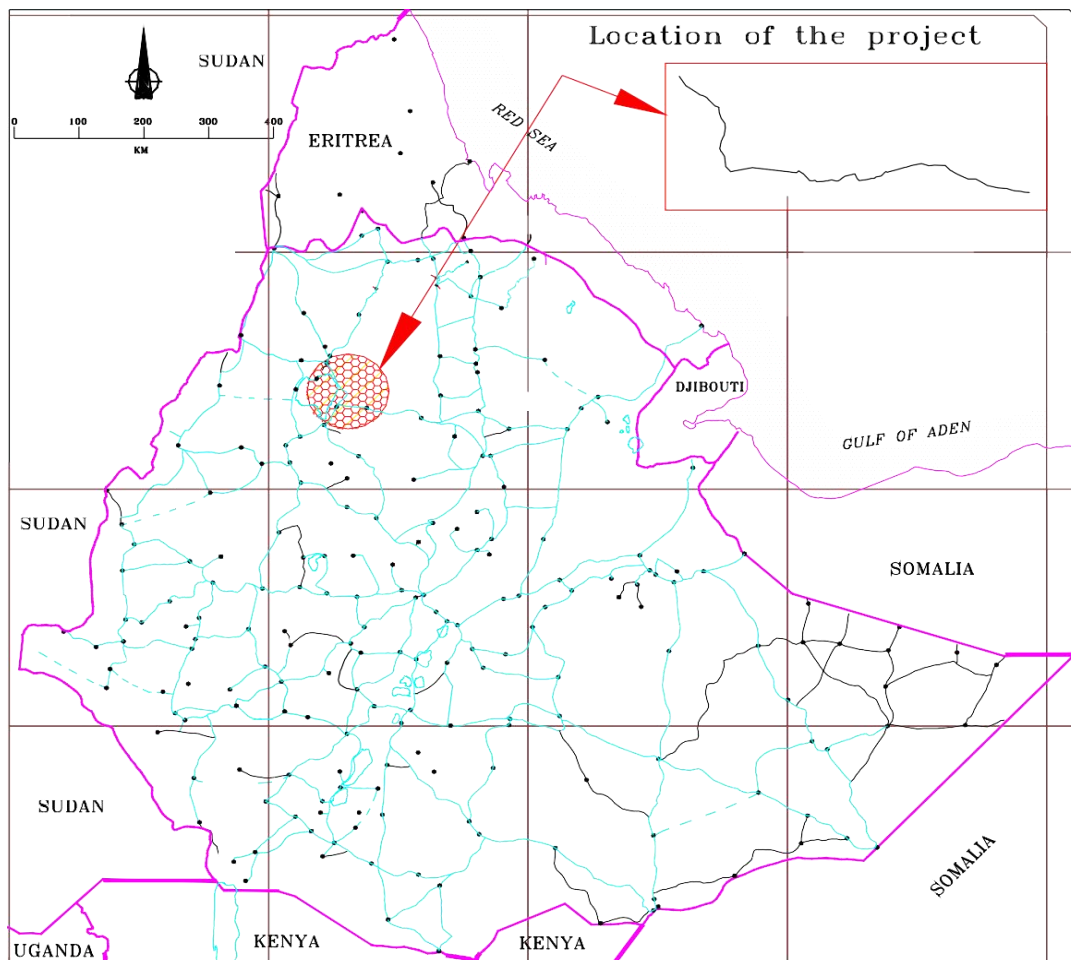 Location of the project
SUDAN
RED SEA
0 100 200 300 400
KM
ERITREA
DJIBOUTI
GULF OF ADEN
SUDAN
SOMALIA
SUDAN
SOMALIA
UGANDA
KENYA
KENYA